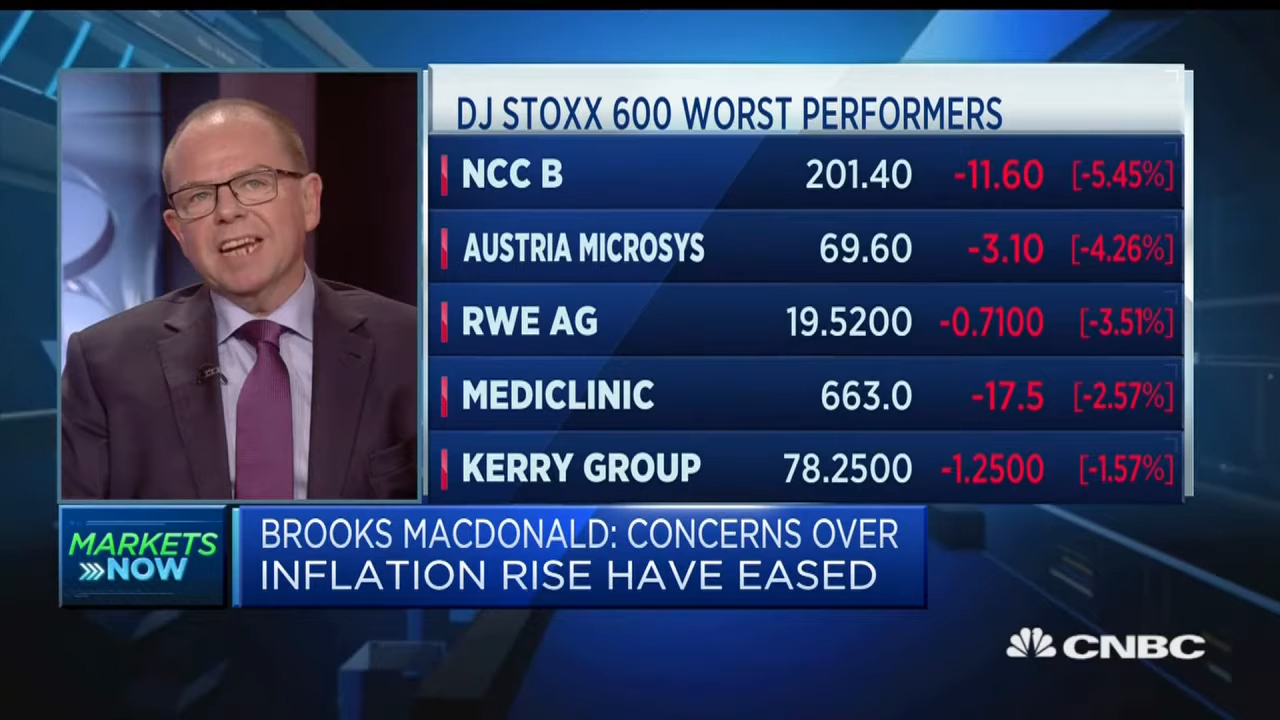 DJ STOXX 600 WORST PERFORMERS
NCC B 201.40 -11.60 [-5.45%]
AUSTRIA MICROSYS 69.60 -3.10 [-4.26%]
RWE AG 19.5200 -0.7100 [-3.51%]
MEDICLINIC 663.0 -17.5 [-2.57%]
KERRY GROUP 78.2500 -1.2500 [-1.57%]
MARKETS
NOW
BROOKS MACDONALD: CONCERNS OVER
INFLATION RISE HAVE EASED
CNBC